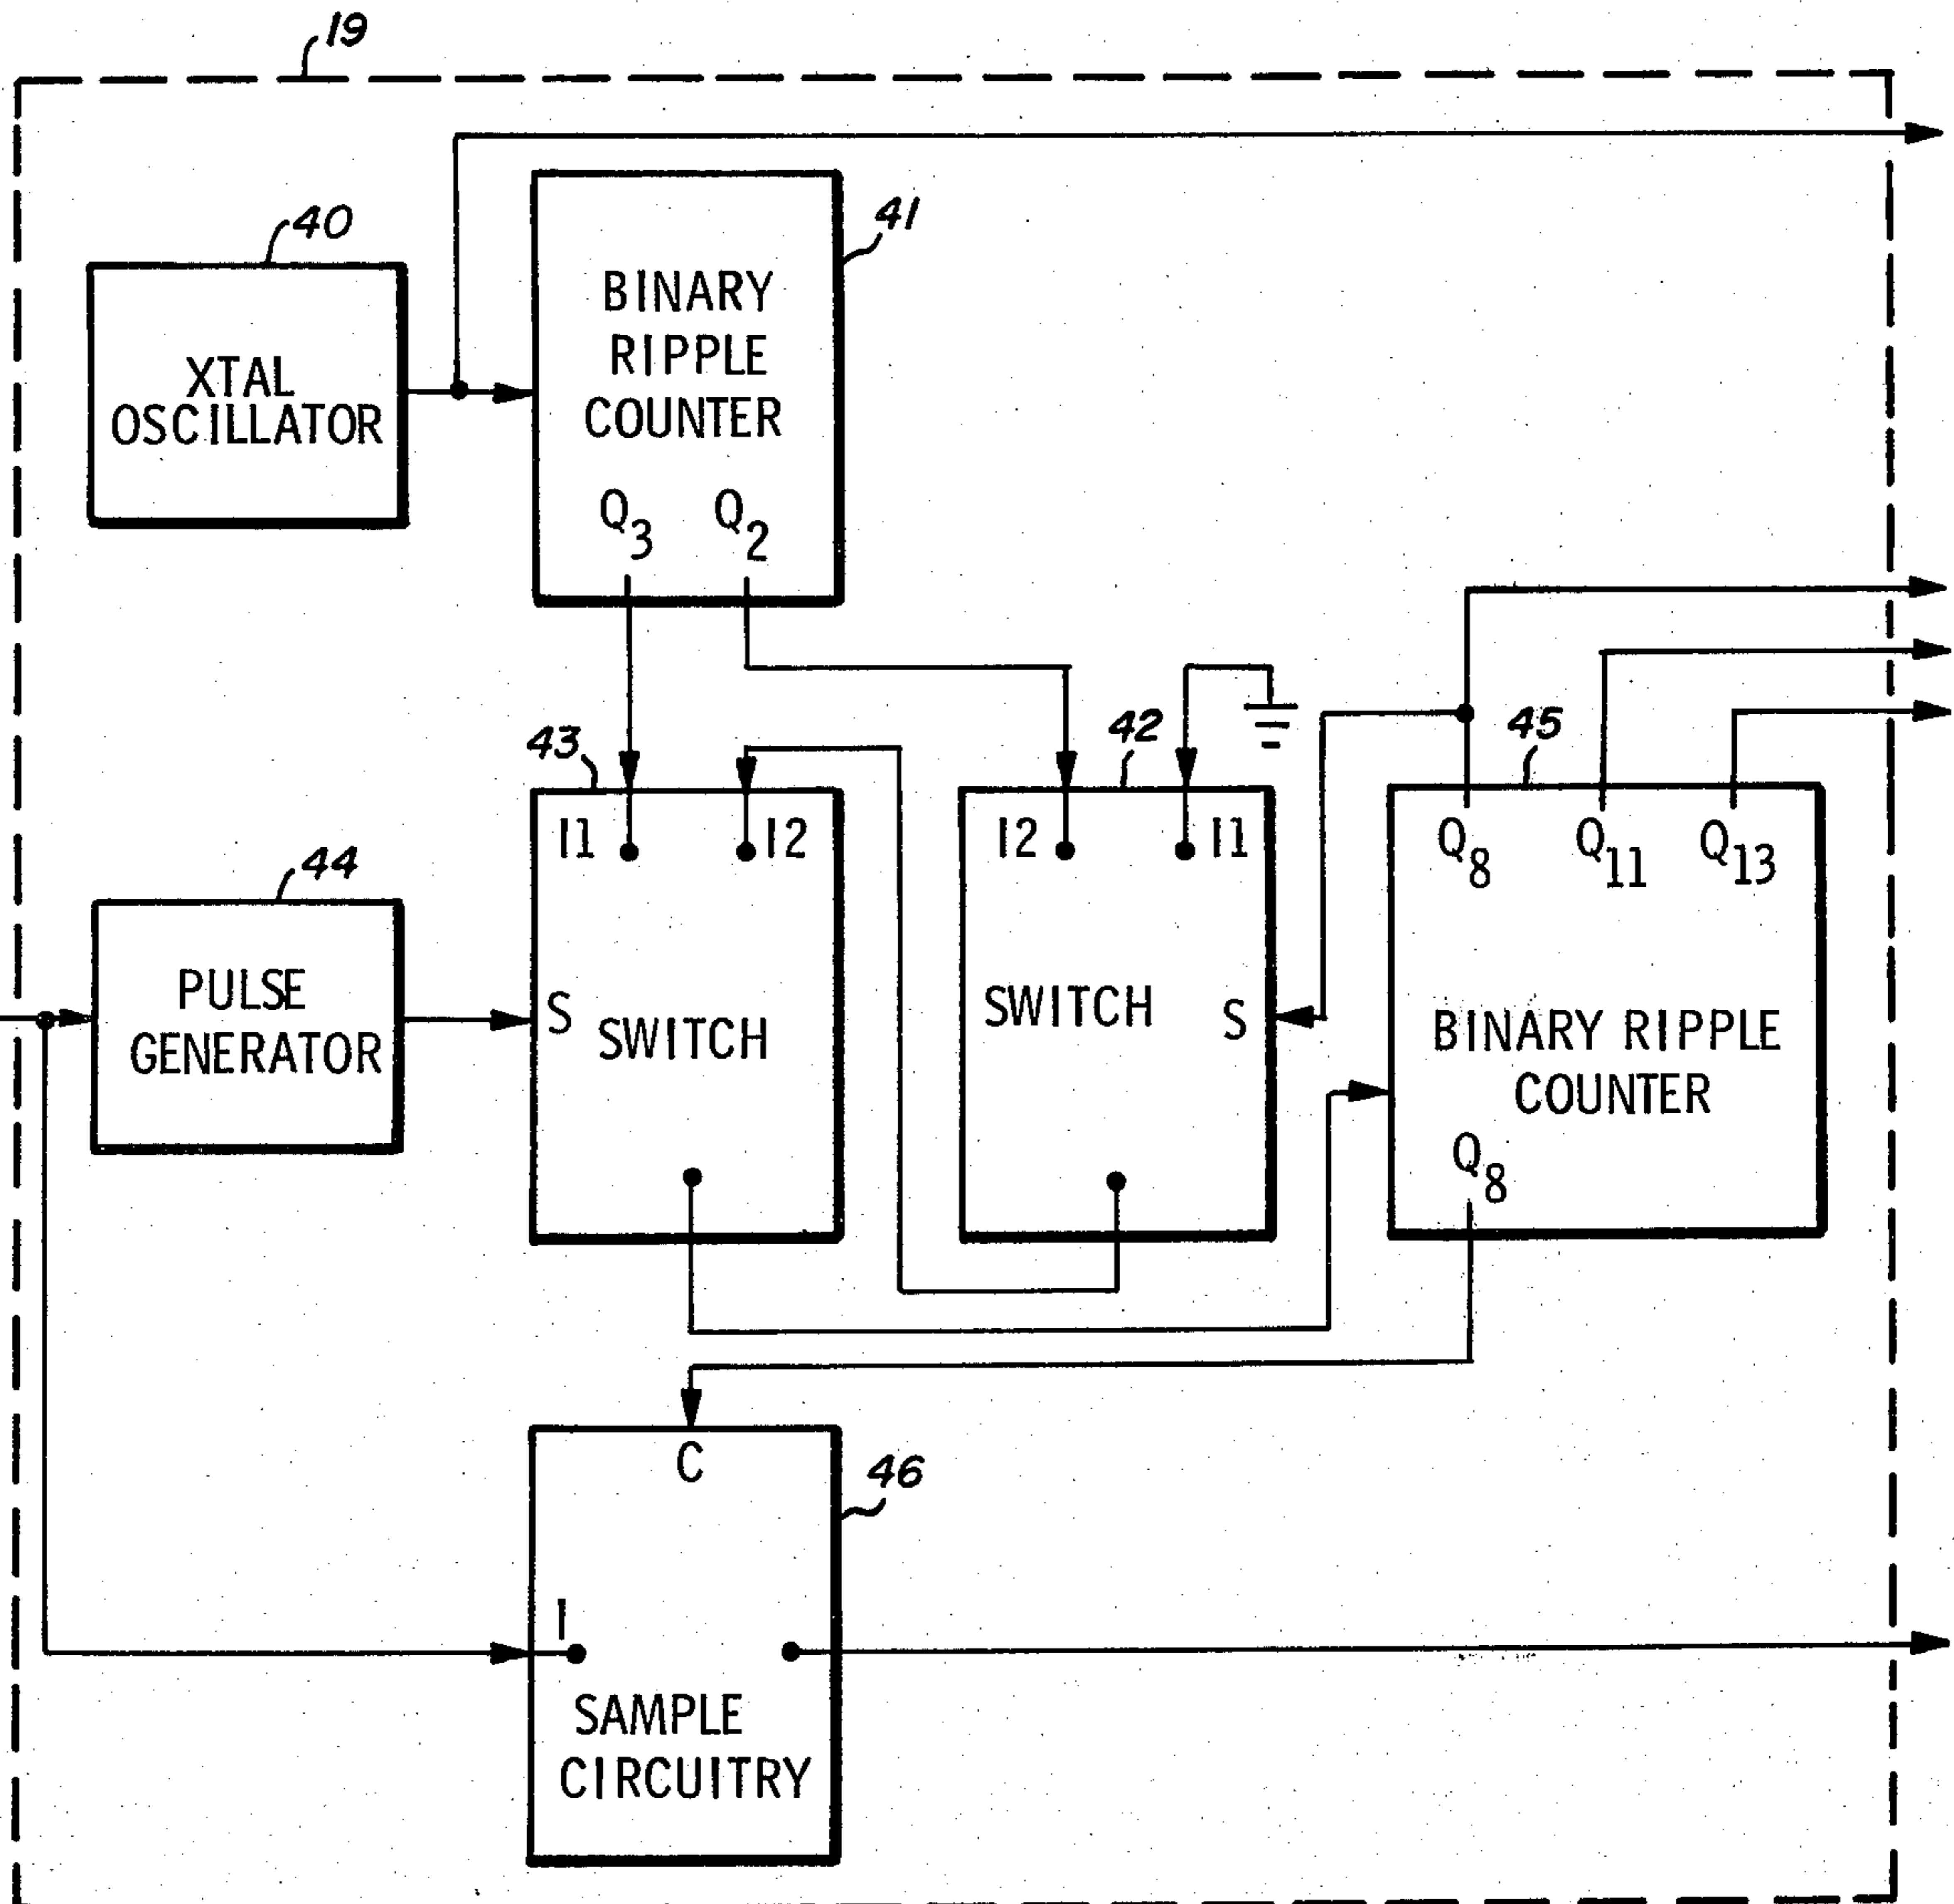 19
40
XTAL
OSCILLATOR
41
BINARY
RIPPLE
COUNTER
Q3 Q2
43
I1 I2
S SWITCH
42
I2 I1
SWITCH S
45
Q8 Q11 Q13
BINARY RIPPLE
COUNTER
Q8
44
PULSE
GENERATOR
46
C
I
SAMPLE
CIRCUITRY